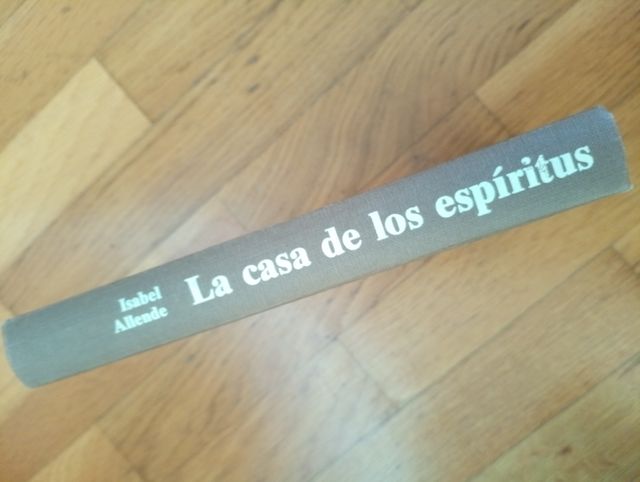 Isabel
Allende
La casa de los espíritus